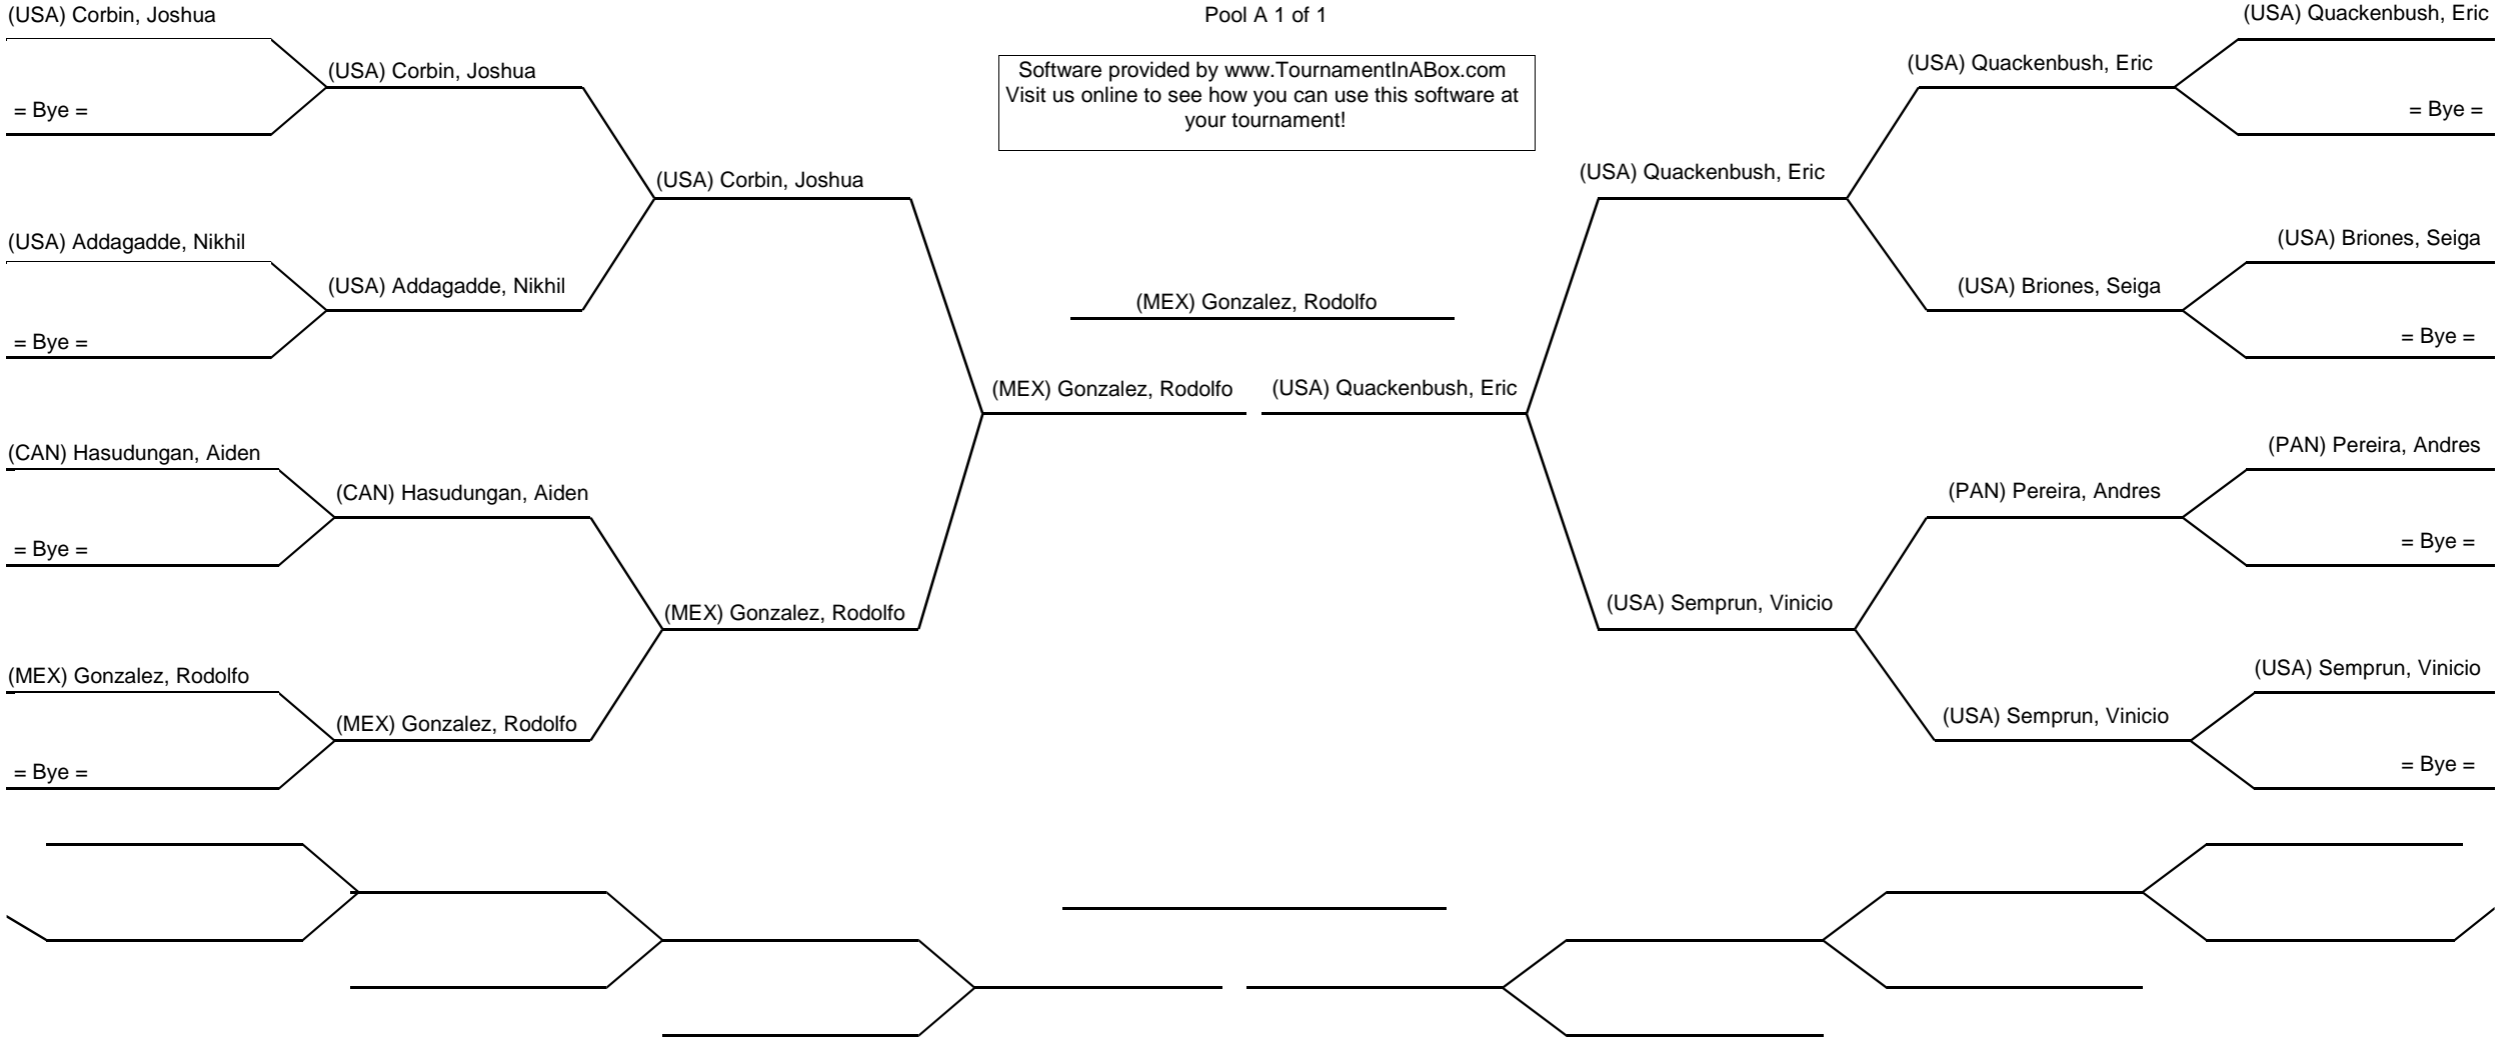 (USA) Corbin, Joshua
= Bye =
(USA) Addagadde, Nikhil
= Bye =
(CAN) Hasudungan, Aiden
= Bye =
(MEX) Gonzalez, Rodolfo
= Bye =
(USA) Corbin, Joshua
(USA) Addagadde, Nikhil
(CAN) Hasudungan, Aiden
(MEX) Gonzalez, Rodolfo
(USA) Corbin, Joshua
(MEX) Gonzalez, Rodolfo
Pool A 1 of 1
Software provided by www.TournamentInABox.com
Visit us online to see how you can use this software at
your tournament!
(MEX) Gonzalez, Rodolfo
(MEX) Gonzalez, Rodolfo
(USA) Quackenbush, Eric
(USA) Quackenbush, Eric
(USA) Semprun, Vinicio
(USA) Quackenbush, Eric
(USA) Briones, Seiga
(PAN) Pereira, Andres
(USA) Semprun, Vinicio
(USA) Quackenbush, Eric
= Bye =
(USA) Briones, Seiga
= Bye =
(PAN) Pereira, Andres
= Bye =
(USA) Semprun, Vinicio
= Bye =